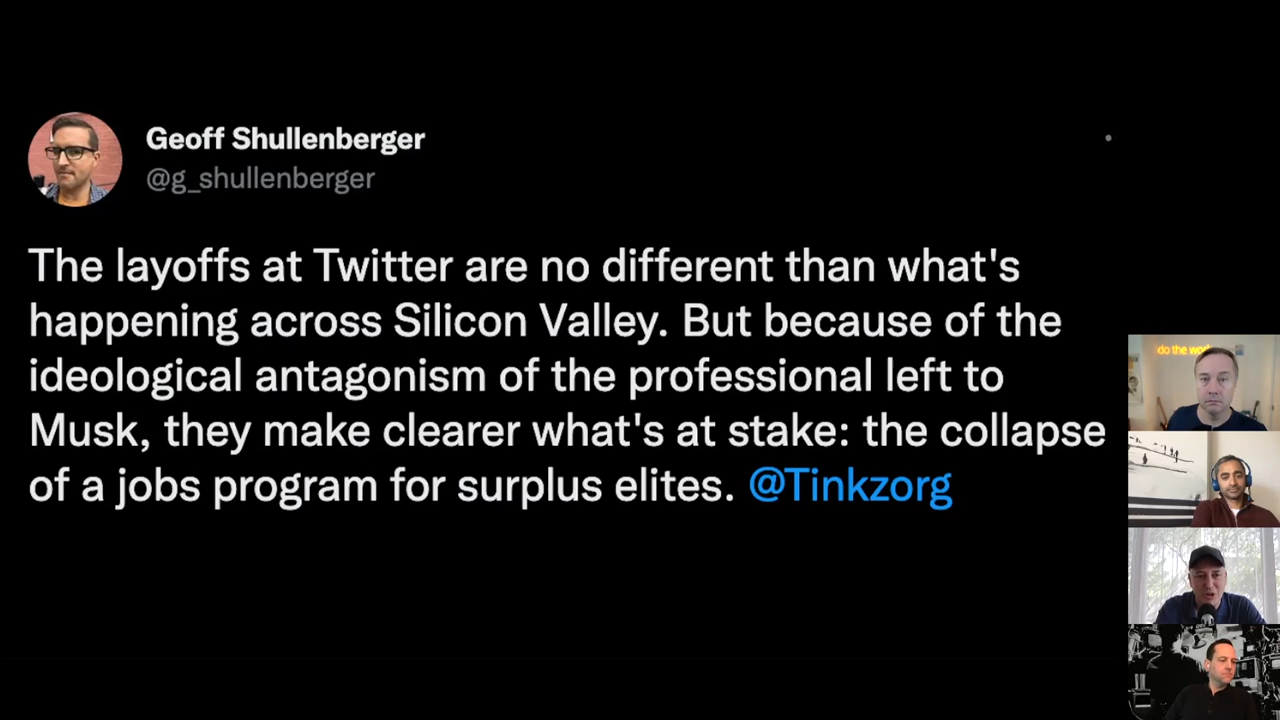 Geoff Shullenberger
@g_shullenberger
The layoffs at Twitter are no different than what's
happening across Silicon Valley. But because of the
ideological antagonism of the professional left to
Musk, they make clearer what's at stake: the collapse
of a jobs program for surplus elites. @Tinkzorg
do the work